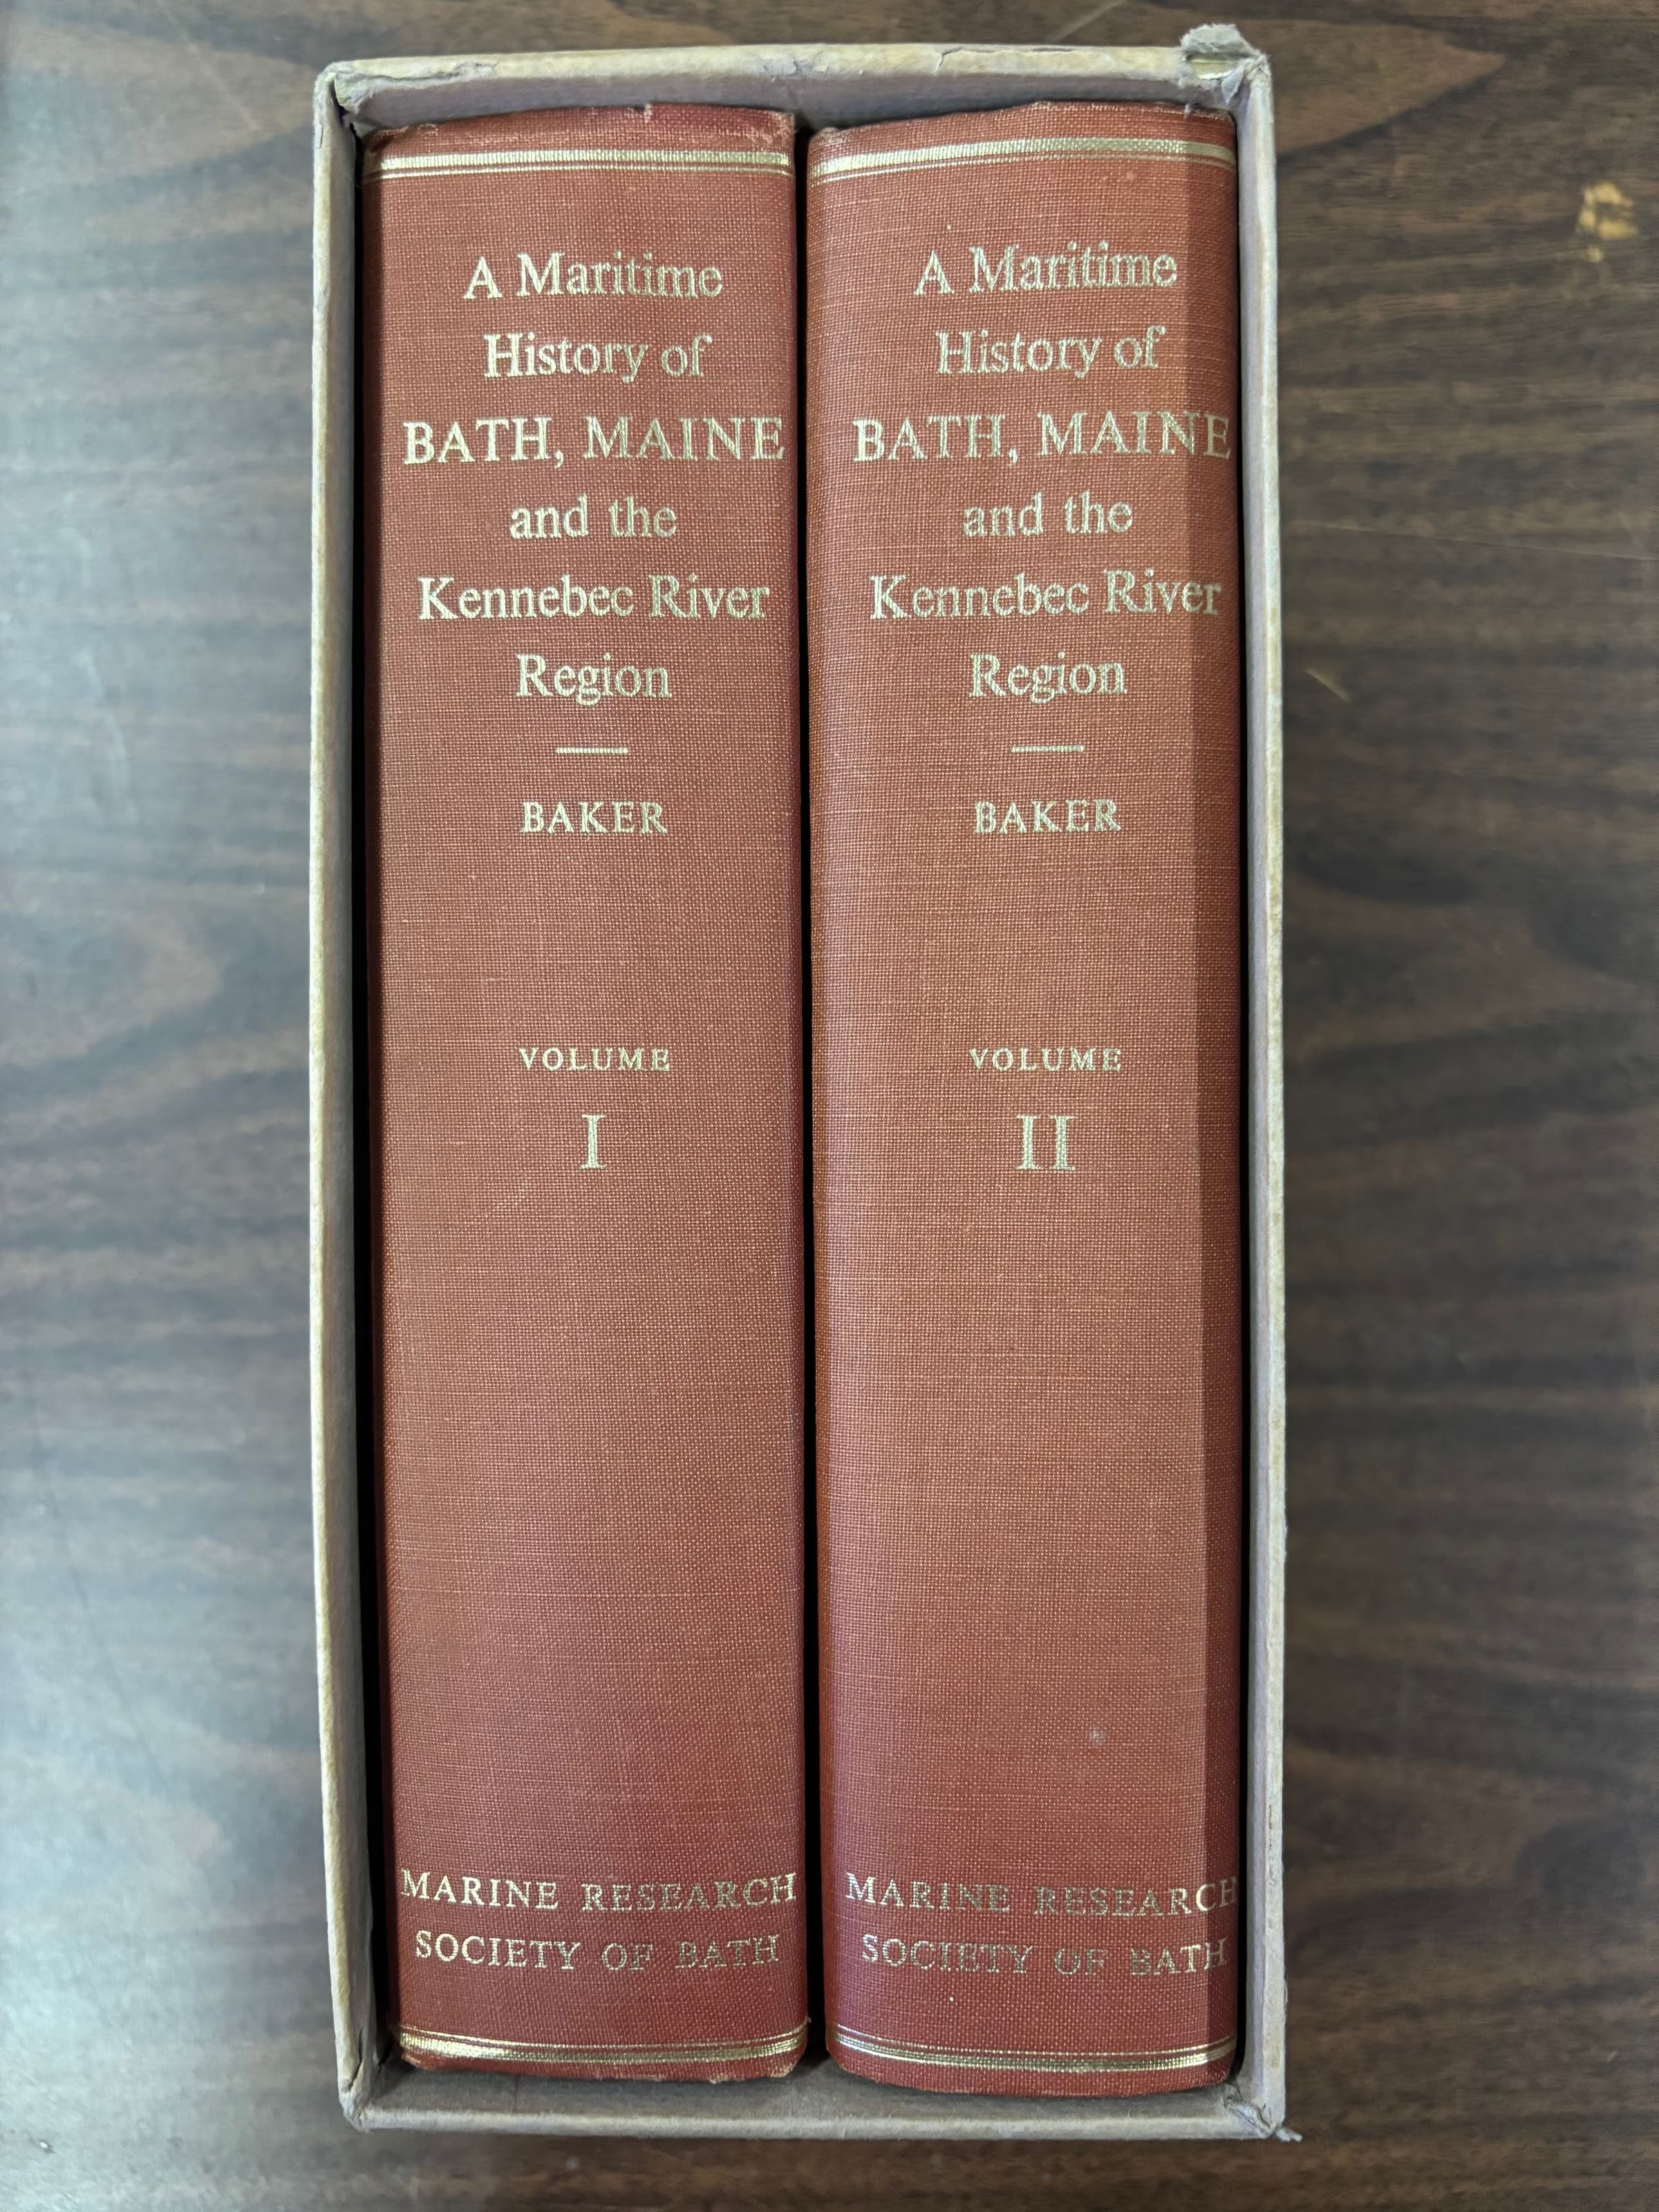 A Maritime
History of
BATH, MAINE
and the
Kennebec River
Region
BAKER
VOLUME
I
MARINE RESEARCH
SOCIETY OF BATH
A Maritime
History of
BATH, MAINE
and the
Kennebec River
Region
BAKER
VOLUME
II
MARINE RESEARCH
SOCIETY OF BATH